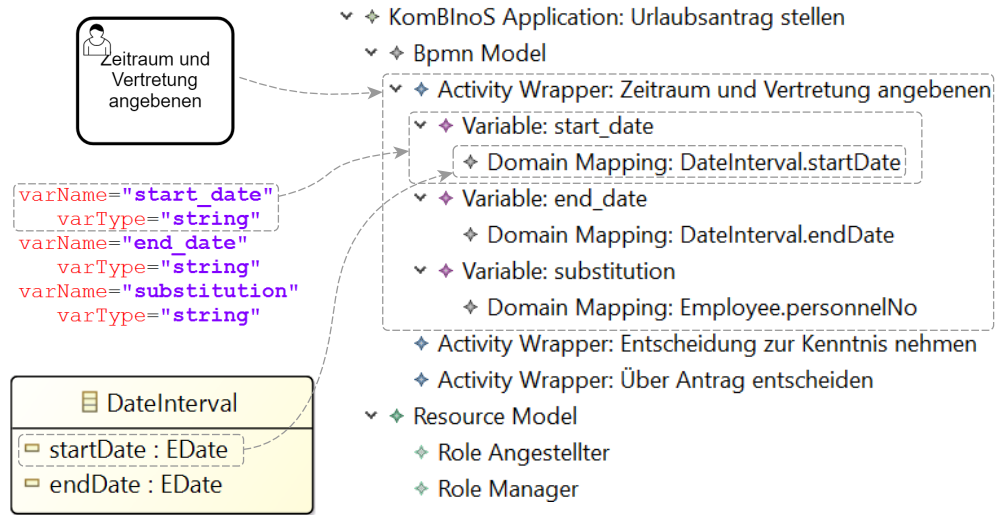 Zeitraum und
Vertretung
angebenen
varName="start_date"
varType="string"
varName="end_date"
varType="string"
varName="substitution"
varType="string"
DateInterval
startDate : EDate
endDate : EDate
KomBInoS Application: Urlaubsantrag stellen
Bpmn Model
Activity Wrapper: Zeitraum und Vertretung angebenen
Variable: start_date
Domain Mapping: DateInterval.startDate
Variable: end_date
Domain Mapping: DateInterval.endDate
Variable: substitution
Domain Mapping: Employee.personnelNo
Activity Wrapper: Entscheidung zur Kenntnis nehmen
Activity Wrapper: Über Antrag entscheiden
Resource Model
Role Angestellter
Role Manager